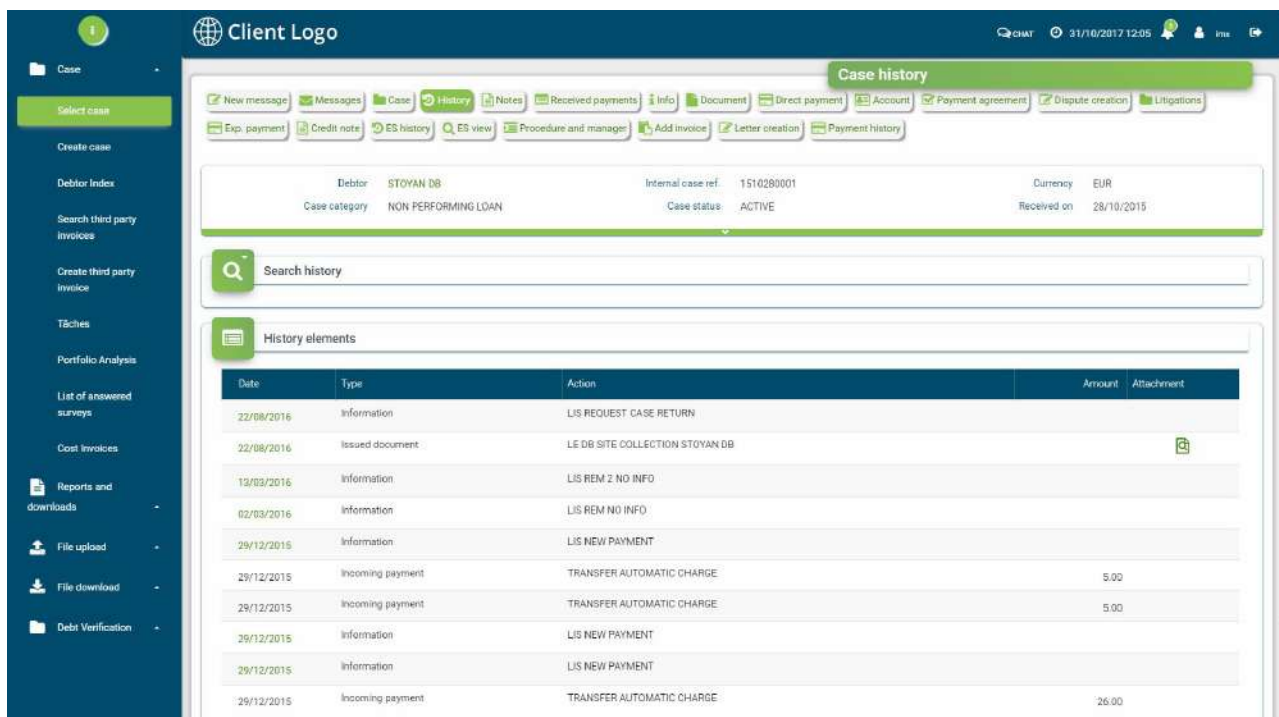 Client Logo
CHAT 31/10/2017 12:05 imx
Case
Select case
Create case
Debtor Index
Search third party
invoices
Create third party
invoice
Tâches
Portfolio Analysis
List of answered
surveys
Cost Invoices
Reports and
downloads
File upload
File download
Debt Verification
Case history
New message Messages Case History Notes Received payments Info Document Direct payment Account Payment agreement Dispute creation Litigations
Exp. payment Credit note ES history ES view Procedure and manager Add invoice Letter creation Payment history
Debtor STOYAN DB Internal case ref. 1510280001 Currency EUR
Case category NON PERFORMING LOAN Case status ACTIVE Received on 28/10/2015
Search history
History elements
Date Type Action Amount Attachment
22/08/2016 Information LIS REQUEST CASE RETURN
22/08/2016 Issued document LE DB SITE COLLECTION STOYAN DB
13/03/2016 Information LIS REM 2 NO INFO
02/03/2016 Information LIS REM NO INFO
29/12/2015 Information LIS NEW PAYMENT
29/12/2015 Incoming payment TRANSFER AUTOMATIC CHARGE 5.00
29/12/2015 Incoming payment TRANSFER AUTOMATIC CHARGE 5.00
29/12/2015 Information LIS NEW PAYMENT
29/12/2015 Information LIS NEW PAYMENT
29/12/2015 Incoming payment TRANSFER AUTOMATIC CHARGE 26.00